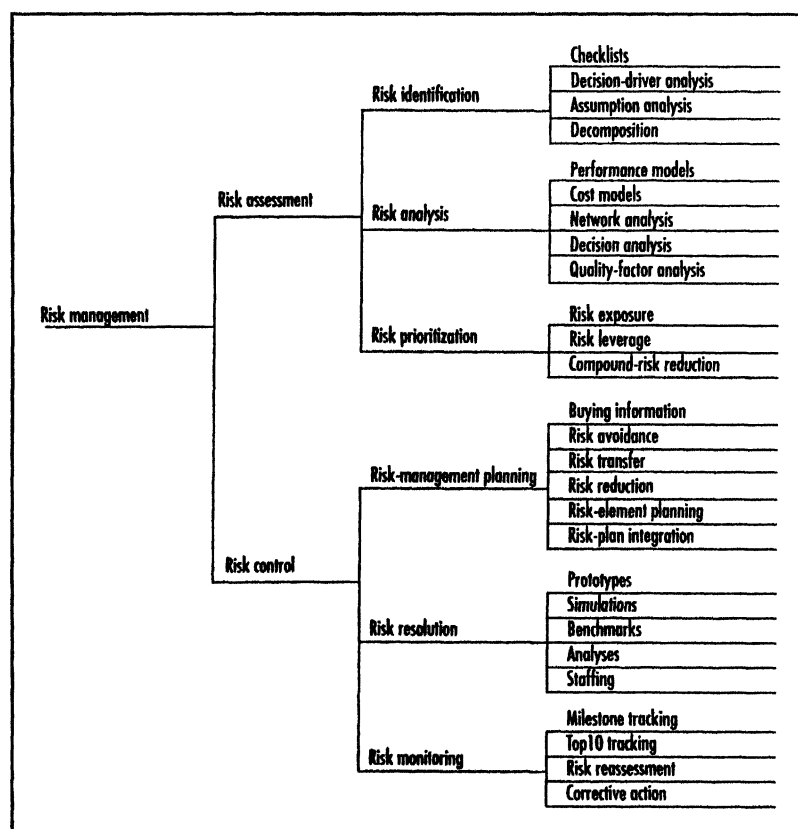 Risk management
Risk assessment
Risk identification
Checklists
Decision-driver analysis
Assumption analysis
Decomposition
Risk analysis
Performance models
Cost models
Network analysis
Decision analysis
Quality-factor analysis
Risk prioritization
Risk exposure
Risk leverage
Compound-risk reduction
Risk control
Risk-management planning
Buying information
Risk avoidance
Risk transfer
Risk reduction
Risk-element planning
Risk-plan integration
Risk resolution
Prototypes
Simulations
Benchmarks
Analyses
Staffing
Risk monitoring
Milestone tracking
Top10 tracking
Risk reassessment
Corrective action